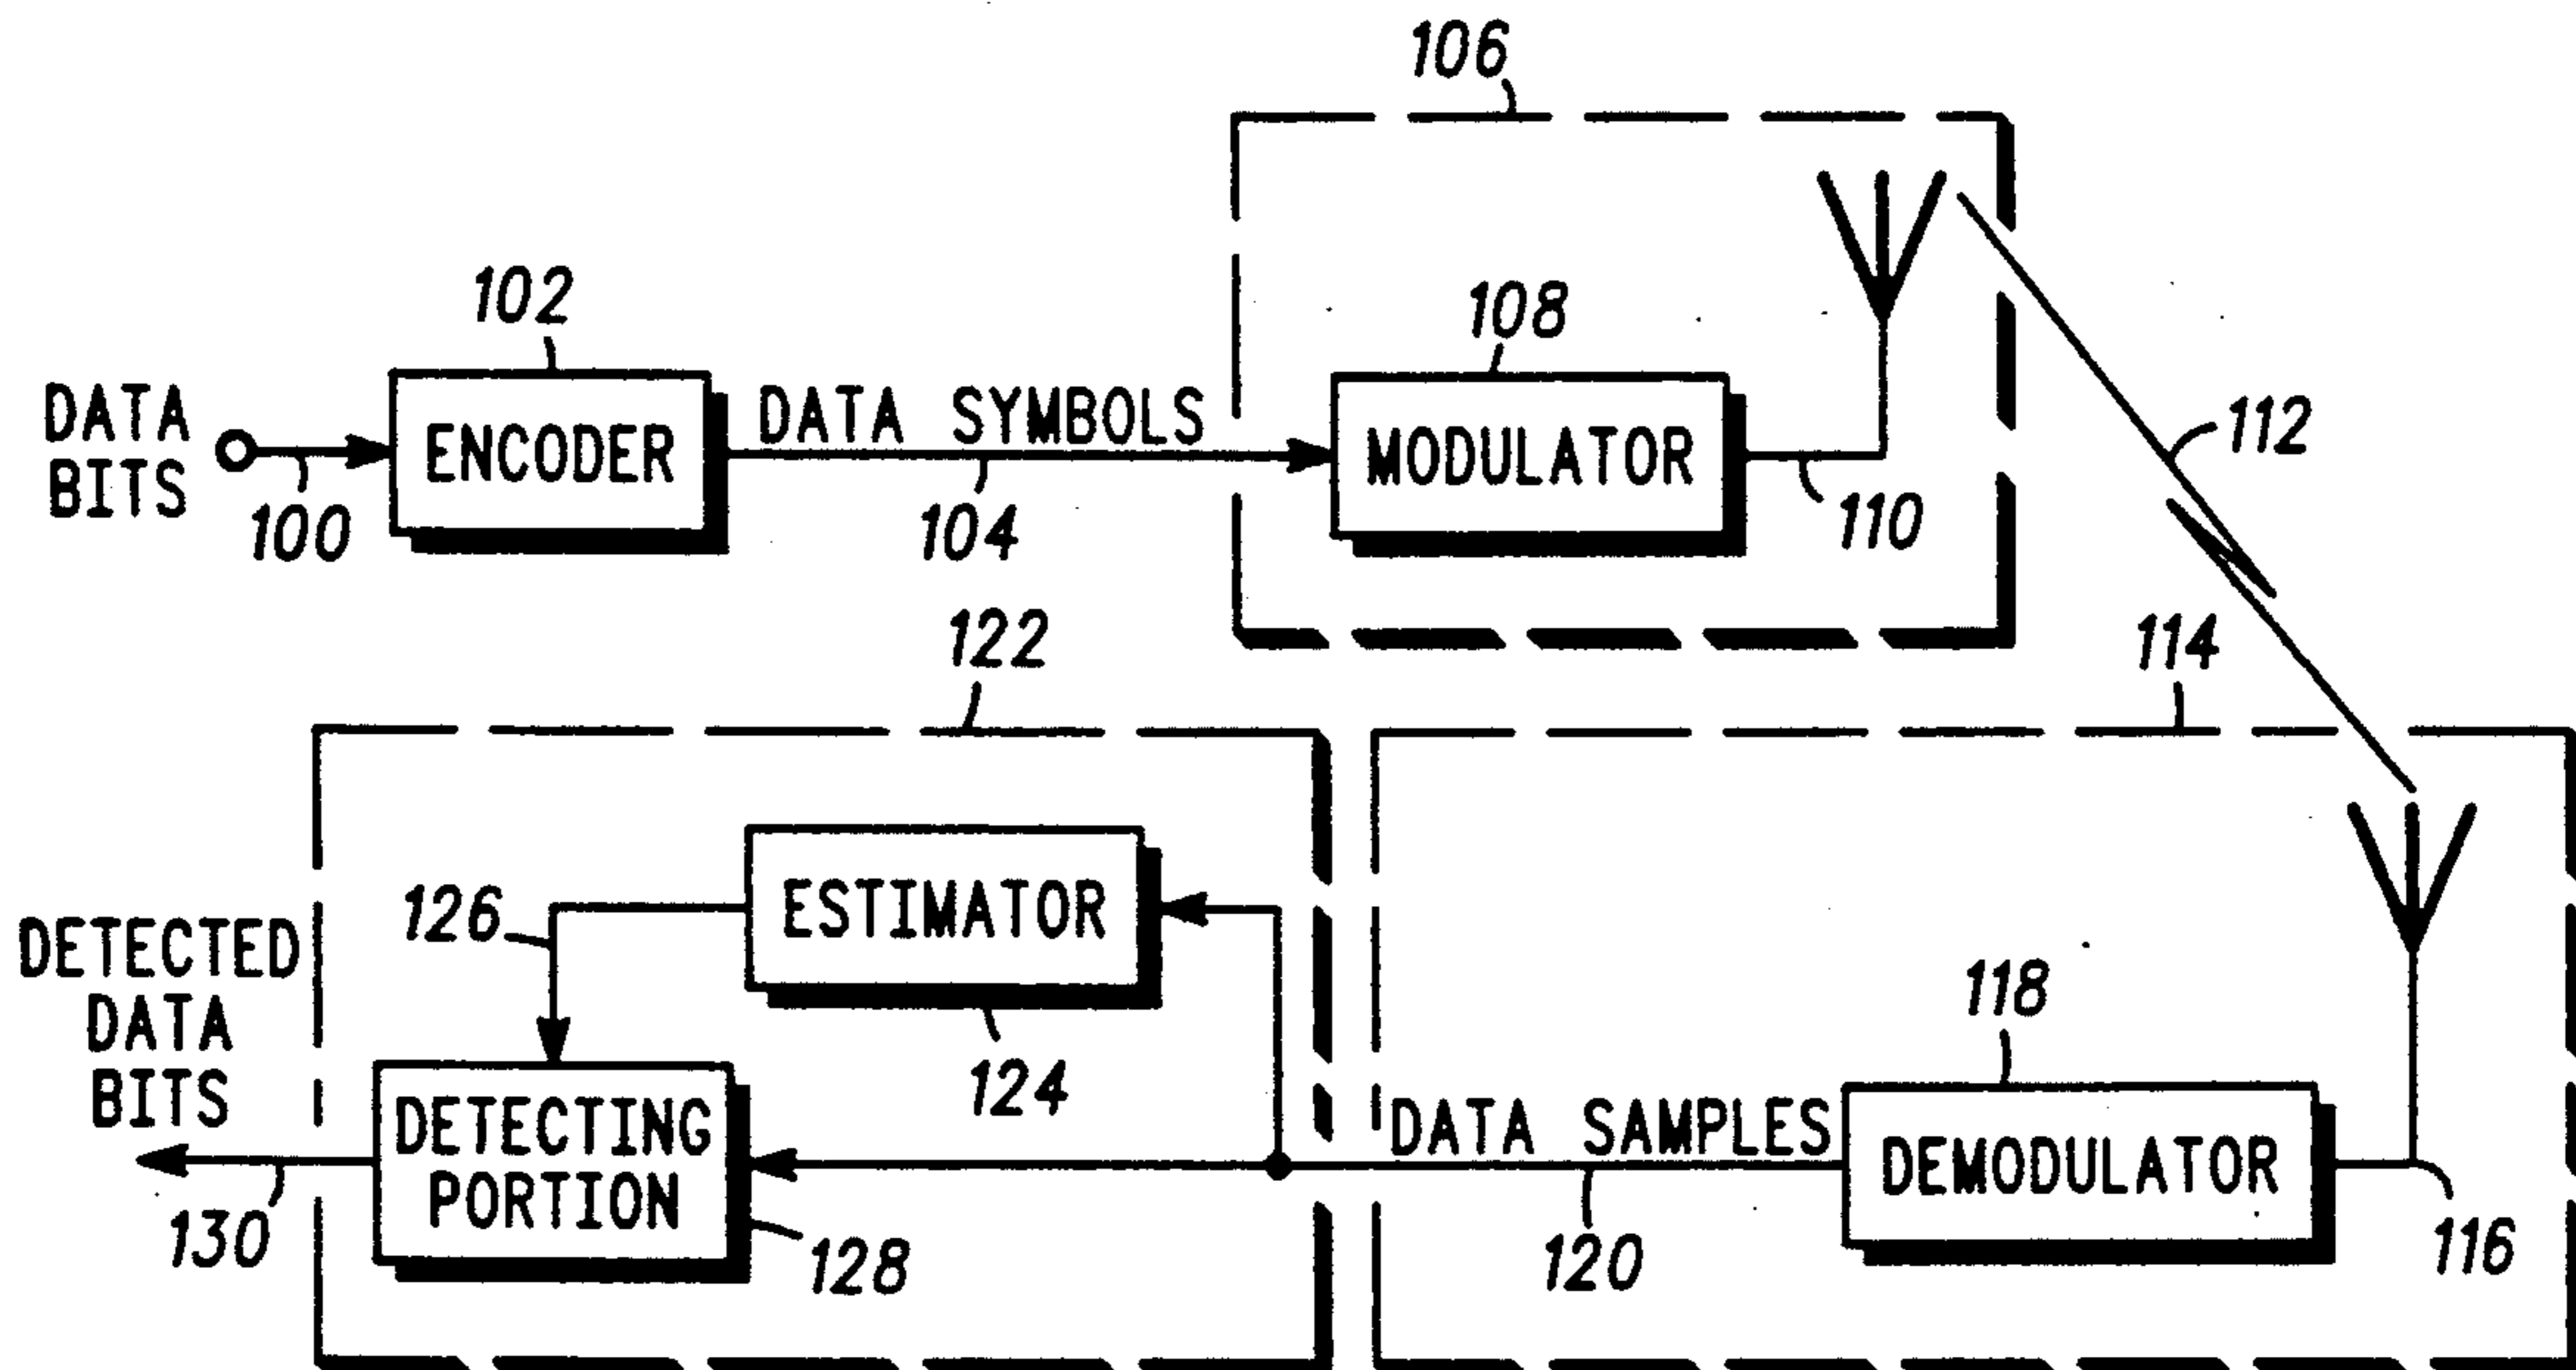 106
102
108
DATA
BITS
ENCODER
DATA SYMBOLS
MODULATOR
112
100
104
110
122
114
126
ESTIMATOR
DETECTED
DATA
BITS
118
124
DETECTING
PORTION
DATA SAMPLES
DEMODULATOR
130
128
120
116